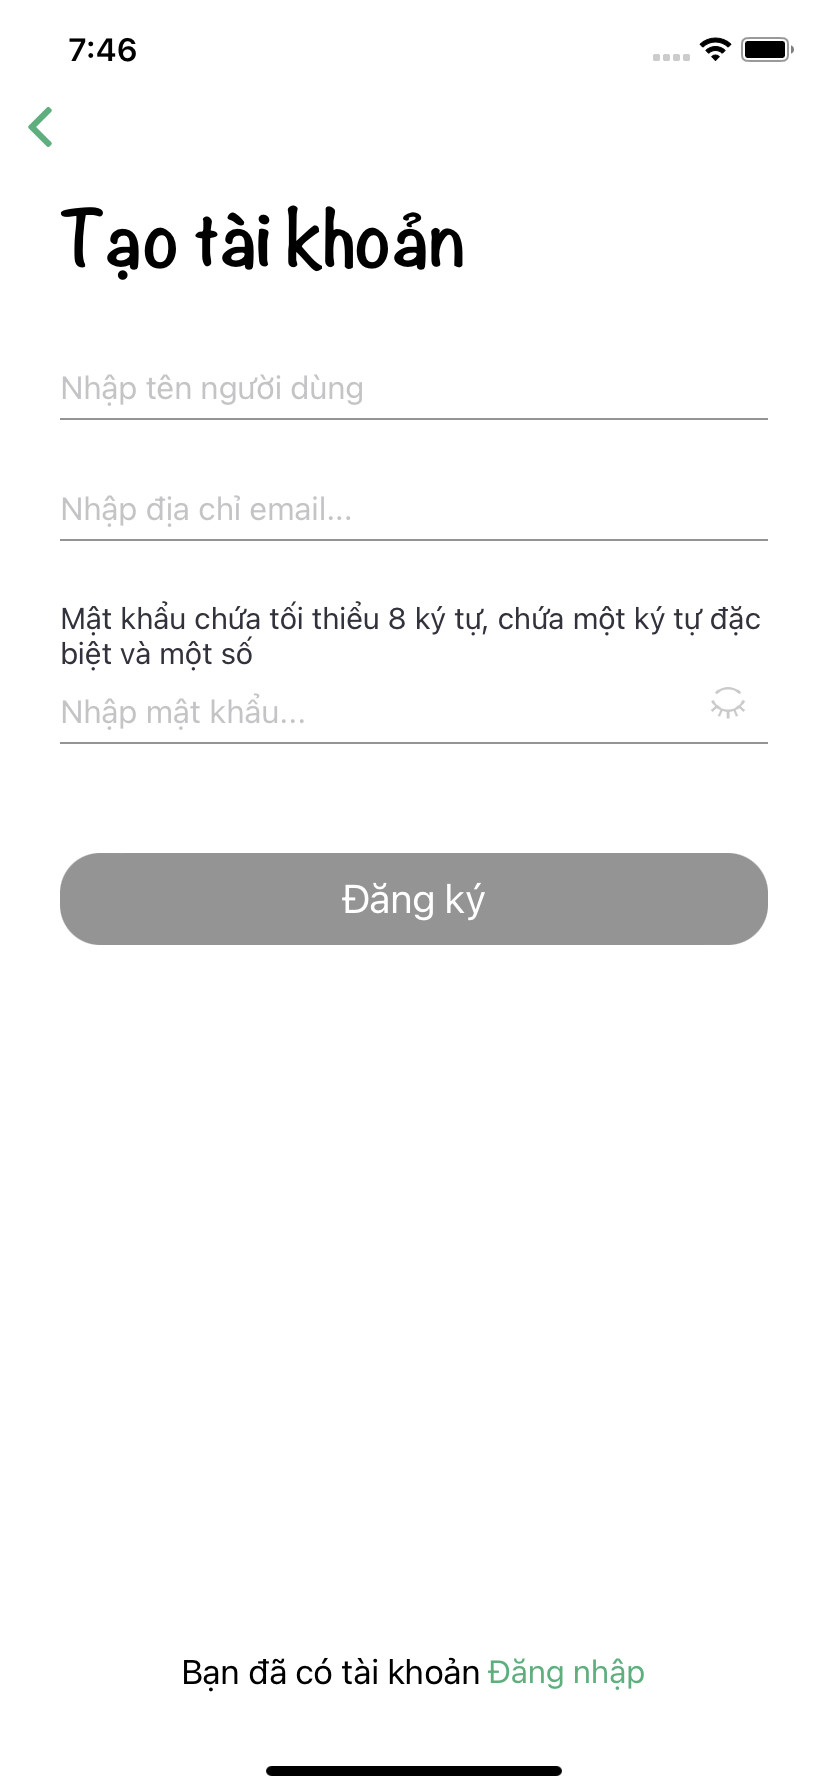 7:46
Tạo tài khoản
Nhập tên người dùng
Nhập địa chỉ email...
Mật khẩu chứa tối thiểu 8 ký tự, chứa một ký tự đặc
biệt và một số
Nhập mật khẩu...
Đăng ký
Bạn đã có tài khoản Đăng nhập